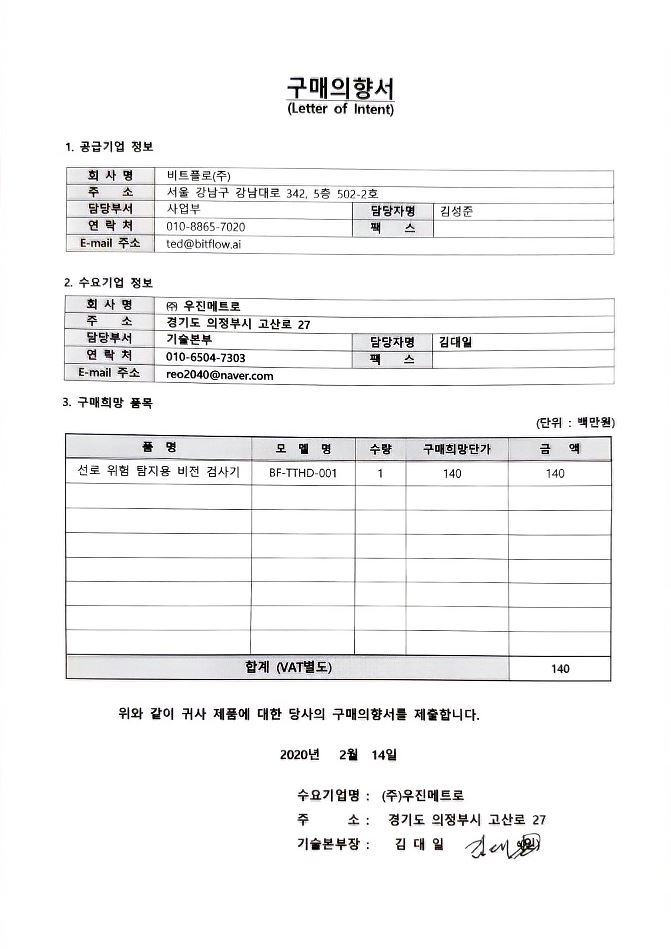 구매의향서
(Letter of Intent)
1. 공급기업 정보
회 사 명 비트플로(주)
주 소 서울 강남구 강남대로 342, 5층 502-2호
담당부서 사업부 담당자명 김성준
연 락 처 010-8865-7020 팩 스
E-mail 주소 ted@bitflow.ai
2. 수요기업 정보
회 사 명 ㈜ 우진메트로
주 소 경기도 의정부시 고산로 27
담당부서 기술본부 담당자명 김대일
연 락 처 010-6504-7303 팩 스
E-mail 주소 reo2040@naver.com
3. 구매희망 품목
(단위 : 백만원)
품 명 모 델 명 수량 구매희망단가 금 액
선로 위험 탐지용 비전 검사기 BF-TTHD-001 1 140 140
합계 (VAT별도) 140
위와 같이 귀사 제품에 대한 당사의 구매의향서를 제출합니다.
2020년 2월 14일
수요기업명 : (주)우진메트로
주 소 : 경기도 의정부시 고산로 27
기술본부장 : 김 대 일 (인)